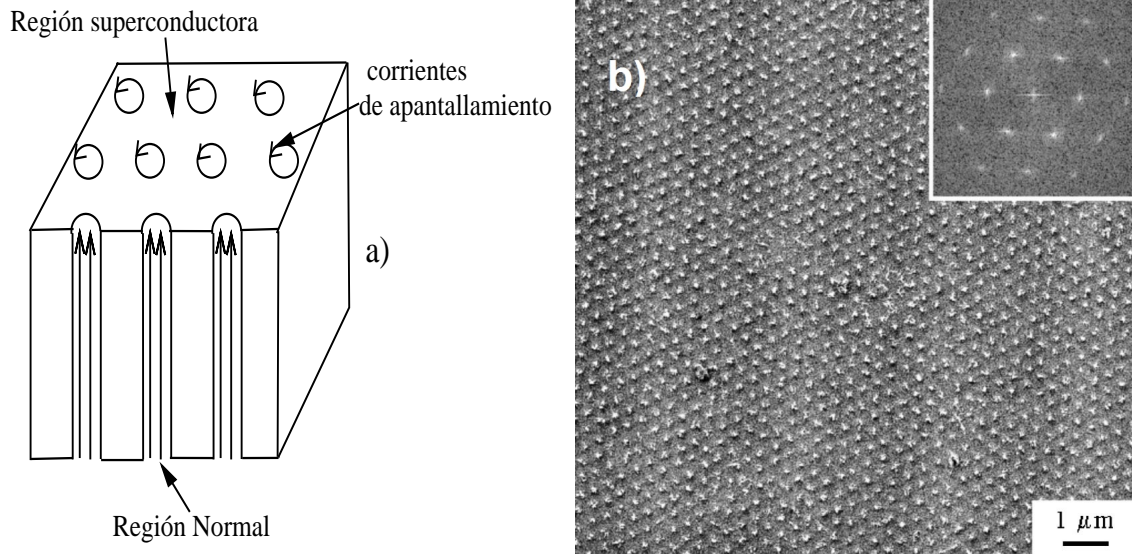 Región superconductora
corrientes
de apantallamiento
a)
Región Normal
b)
1 μm